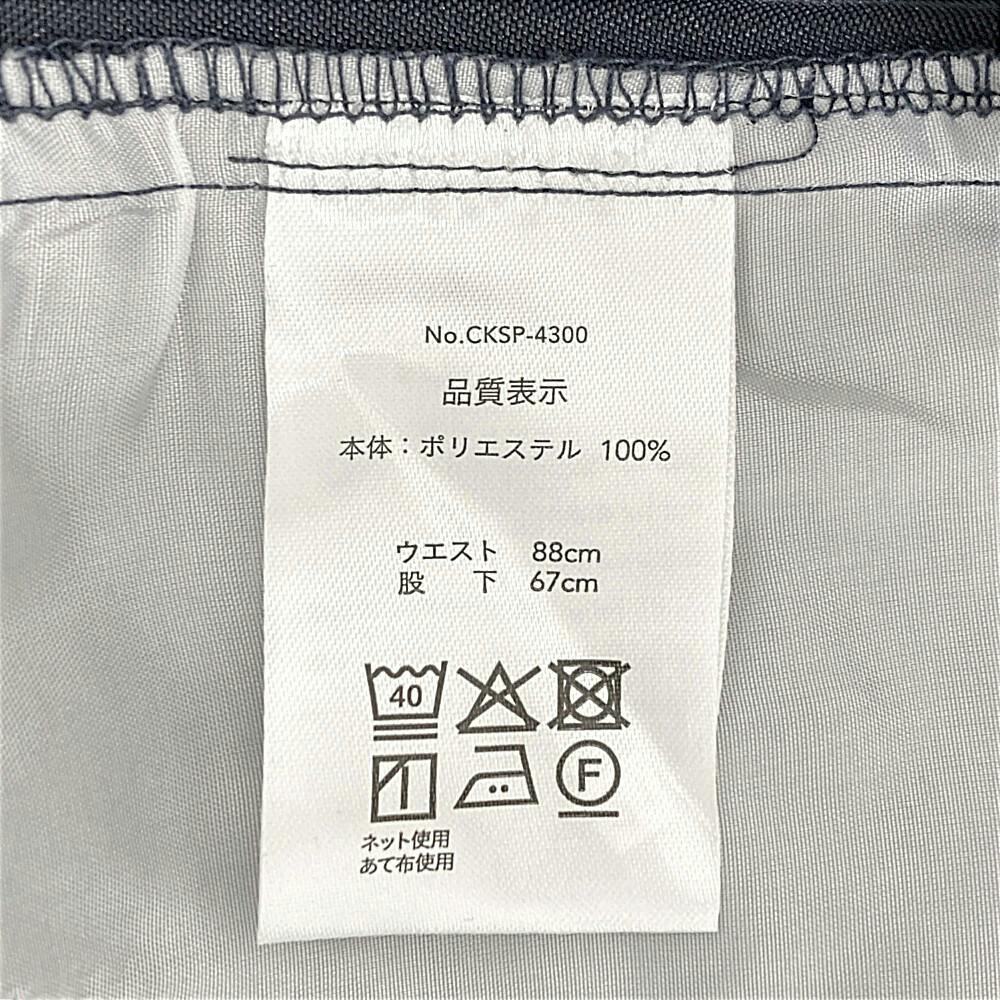 No.CKSP-4300
品質表示
本体：ポリエステル 100%
ウエスト 88cm
股 下 67cm
40
F
ネット使用
あて布使用